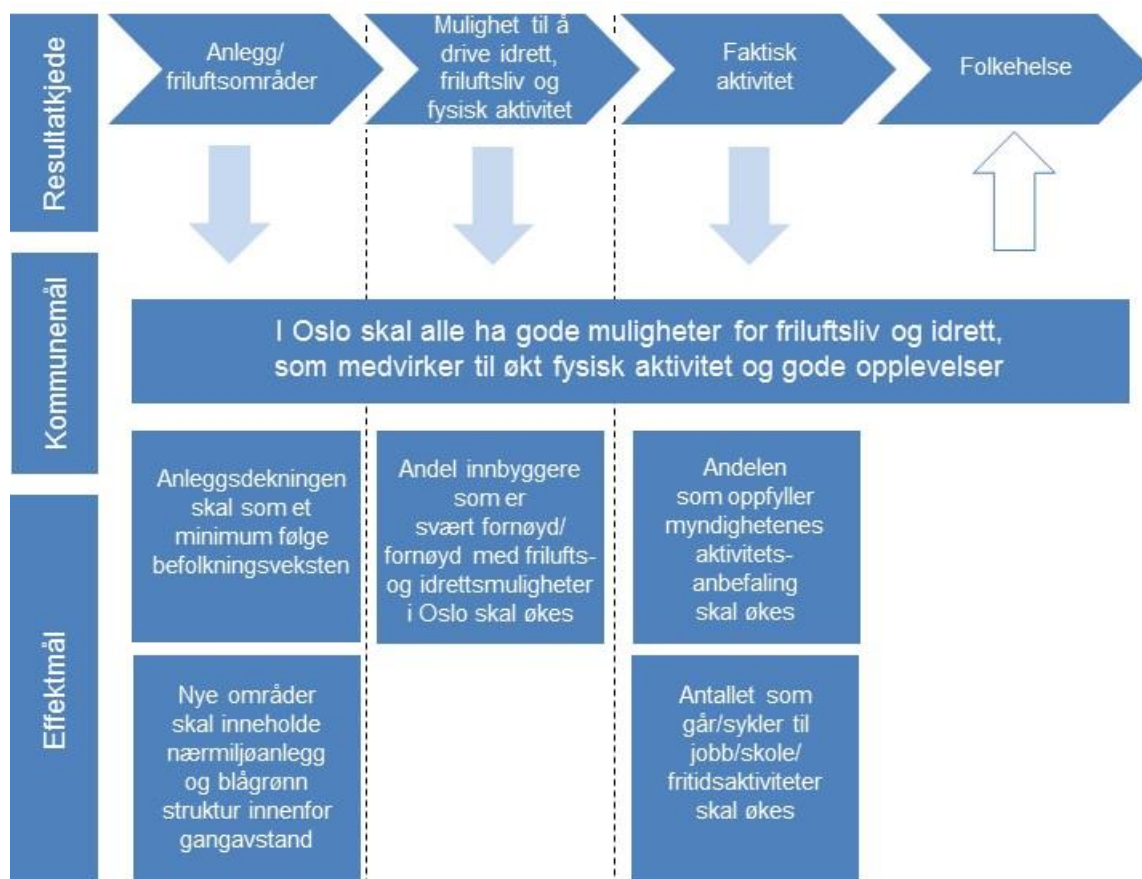 Resultatkjede
Anlegg/
friluftsområder
Mulighet til å
drive idrett,
friluftsliv og
fysisk aktivitet
Faktisk
aktivitet
Folkehelse
Kommunemål
I Oslo skal alle ha gode muligheter for friluftsliv og idrett,
som medvirker til økt fysisk aktivitet og gode opplevelser
Effektmål
Anleggsdekningen
skal som et
minimum følge
befolkningsveksten
Andel innbyggere
som er
svært fornøyd/
fornøyd med frilufts-
og idrettsmuligheter
i Oslo skal økes
Andelen
som oppfyller
myndighetenes
aktivitets-
anbefaling
skal økes
Nye områder
skal inneholde
nærmiljøanlegg
og blågrønn
struktur innenfor
gangavstand
Antallet som
går/sykler til
jobb/skole/
fritidsaktiviteter
skal økes